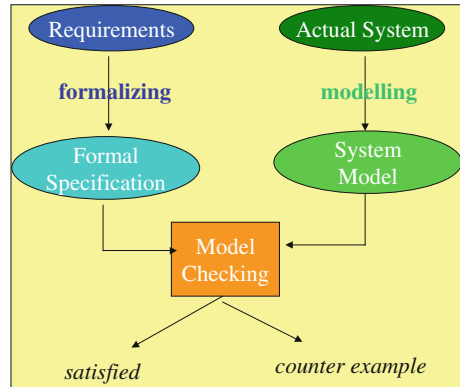 Requirements
Actual System
formalizing
modelling
Formal
Specification
System
Model
Model
Checking
satisfied
counter example